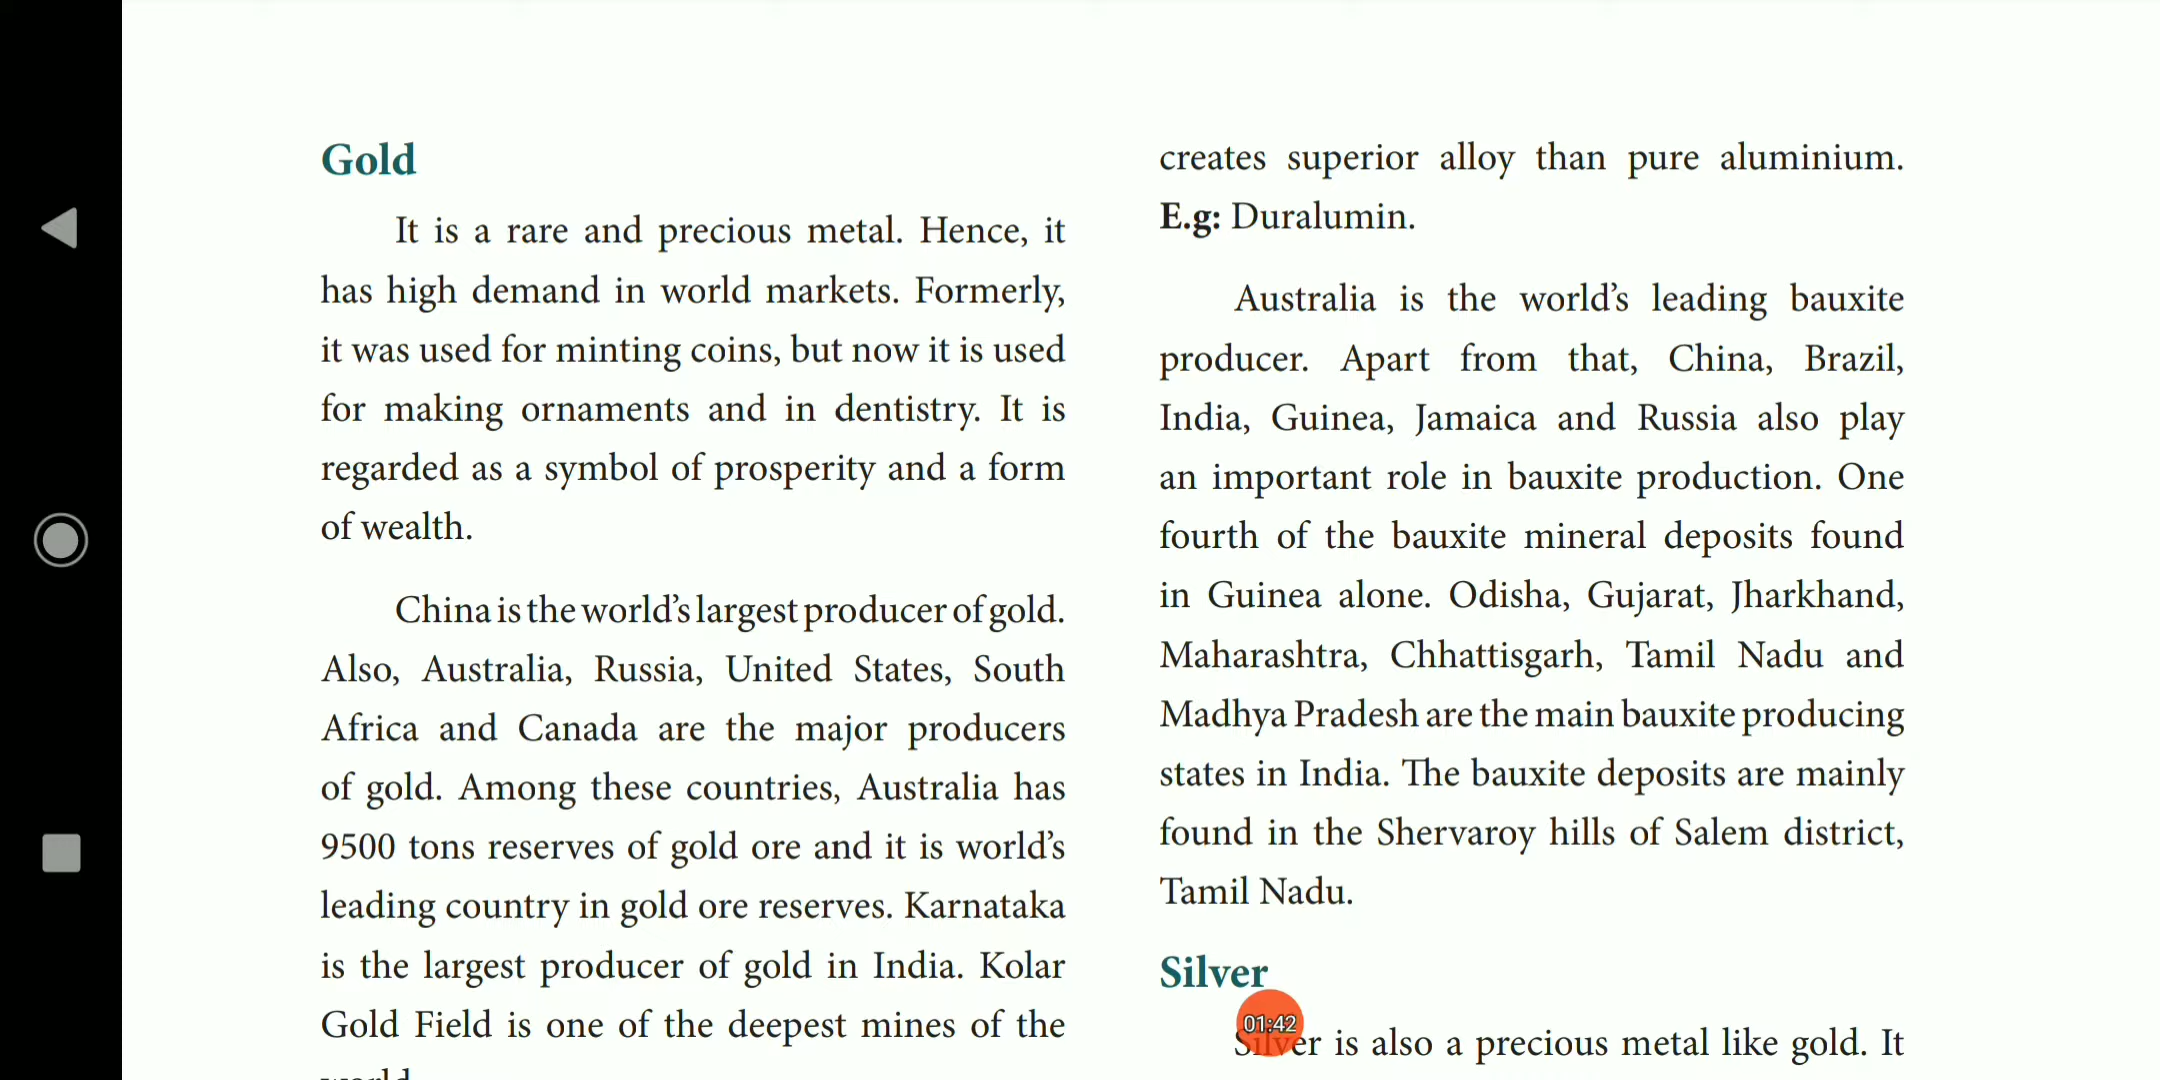 Gold
It is a rare and precious metal. Hence, it
has high demand in world markets. Formerly,
it was used for minting coins, but now it is used
for making ornaments and in dentistry. It is
regarded as a symbol of prosperity and a form
of wealth.
China is the world’s largest producer of gold.
Also, Australia, Russia, United States, South
Africa and Canada are the major producers
of gold. Among these countries, Australia has
9500 tons reserves of gold ore and it is world’s
leading country in gold ore reserves. Karnataka
is the largest producer of gold in India. Kolar
Gold Field is one of the deepest mines of the
creates superior alloy than pure aluminium.
E.g: Duralumin.
Australia is the world’s leading bauxite
producer. Apart from that, China, Brazil,
India, Guinea, Jamaica and Russia also play
an important role in bauxite production. One
fourth of the bauxite mineral deposits found
in Guinea alone. Odisha, Gujarat, Jharkhand,
Maharashtra, Chhattisgarh, Tamil Nadu and
Madhya Pradesh are the main bauxite producing
states in India. The bauxite deposits are mainly
found in the Shervaroy hills of Salem district,
Tamil Nadu.
Silver
01:42
Silver is also a precious metal like gold. It